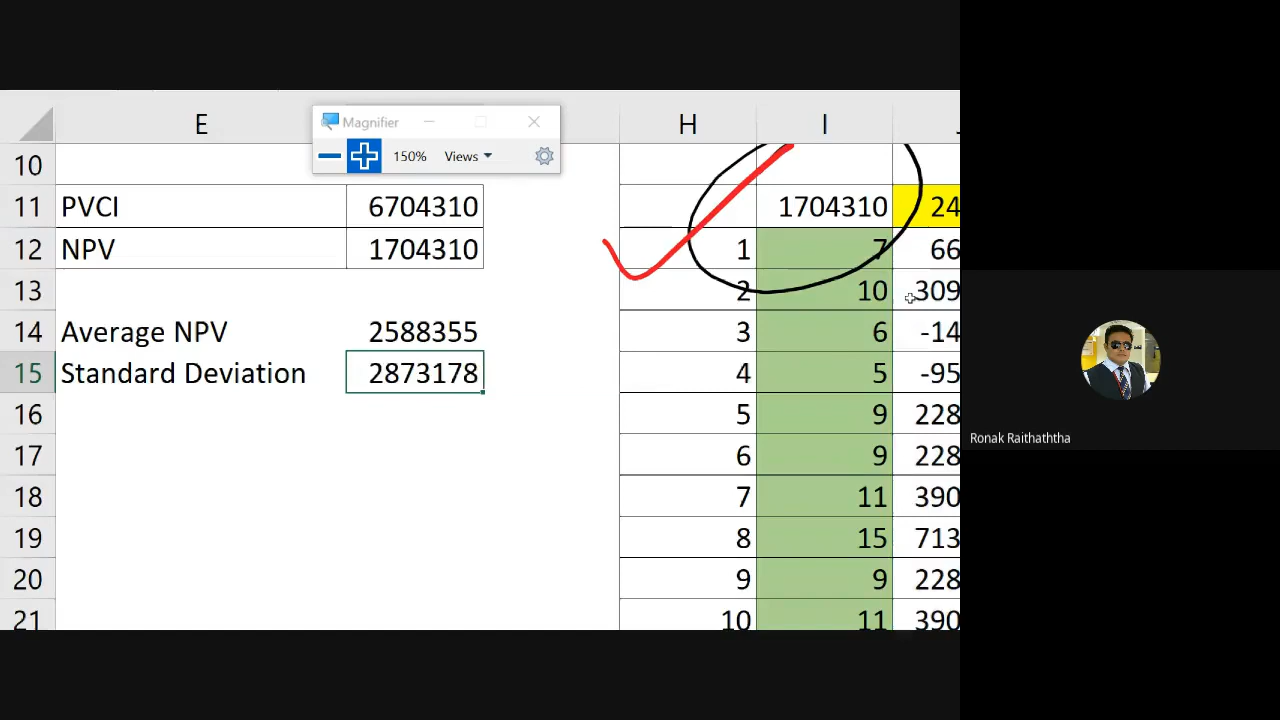 Magnifier
150% Views
E H I
10
11 PVCI 6704310 1704310 24
12 NPV 1704310 1 7 66
13 2 10 309
14 Average NPV 2588355 3 6 -14
15 Standard Deviation 2873178 4 5 -95
16 5 9 228
17 6 9 228
18 7 11 390
19 8 15 713
20 9 9 228
21 10 11 390
Ronak Raithaththa